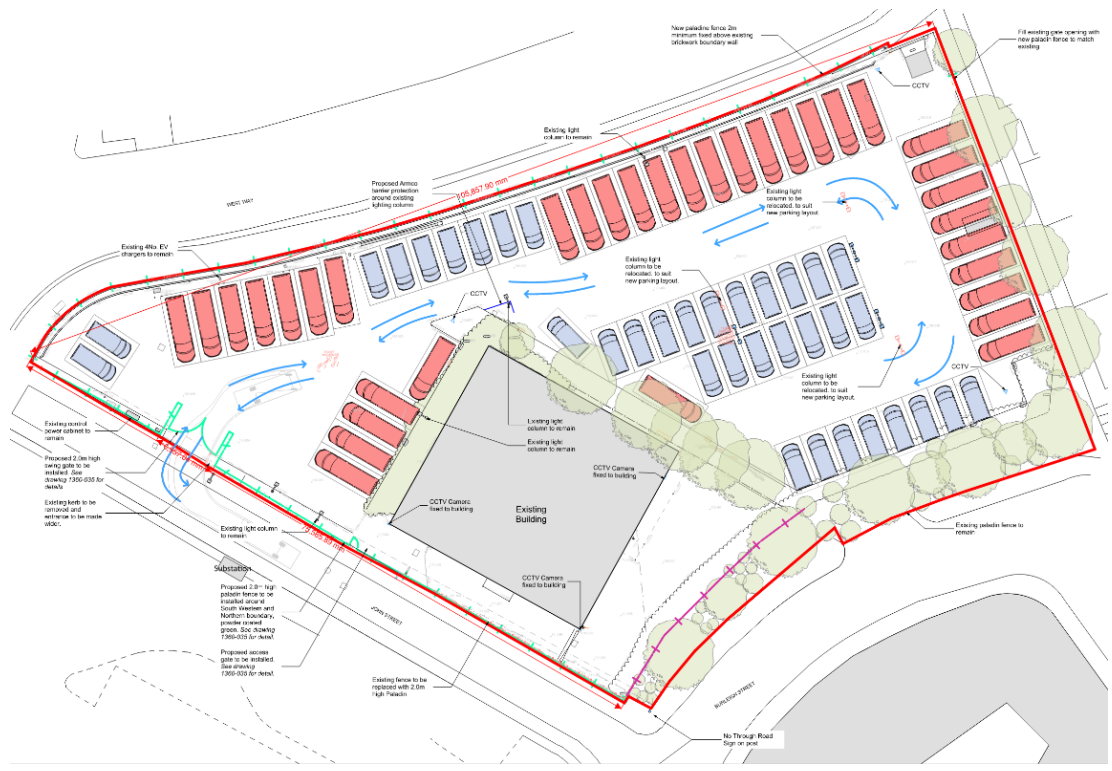 New paladine fence 2m
minimum fixed above existing
brickwork boundary wall
Fill existing gate opening with
new paladin fence to match
existing
CCTV
Existing light
column to remain
Proposed Armco
barrier protection
around existing
lighting column
105,857.90 mm
WEST WAY
Existing light
column to be
relocated. to suit
new parking layout.
Existing 4No. EV
chargers to remain
Existing light
column to be
relocated. to suit
new parking layout.
CCTV
CCTV
Existing light
column to be
relocated. to suit
new parking layout.
Existing control
power cabinet to
remain
Existing light
column to remain
Existing light
column to remain
Proposed 2.0m high
swing gate to be
installed. See
drawing 1360-035 for
details
CCTV Camera
fixed to building
Existing kerb to be
removed and
entrance to be made
wider.
CCTV Camera
fixed to building
Existing
Building
Existing light column
to remain
Existing paladin fence to
remain
Substation
CCTV Camera
fixed to building
Proposed 2.0m high
paladin fence to be
installed around
South Western and
Northern boundary,
powder coated
green. See drawing
1360-035 for detail.
JOHN STREET
Proposed access
gate to be installed.
See drawing
1360-035 for detail.
Existing fence to be
replaced with 2.0m
high Paladin
BURLEIGH STREET
No Through Road
Sign on post